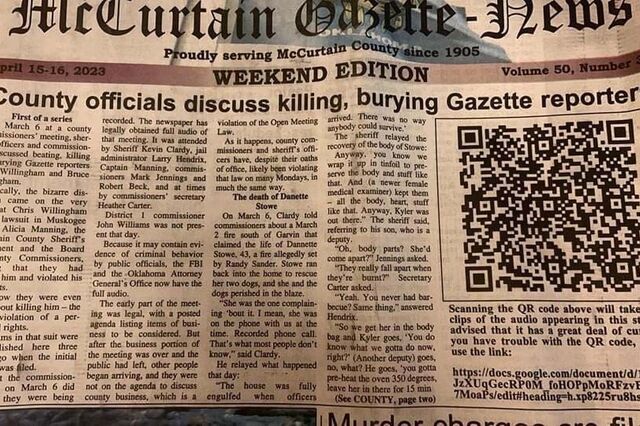 McCurtain Gazette-News
Proudly serving McCurtain County since 1905
pril 15-16, 2023
WEEKEND EDITION
Volume 50, Number
County officials discuss killing, burying Gazette reporter
First of a series
March 6 at a county
issioners' meeting, sher-
officers and commission-
scussed beating, killing
rying Gazette reporters
Willingham and Bruce
gham.
cally, the bizarre dis-
came on the very
at Chris Willingham
lawsuit in Muskogee
Alicia Manning, the
ain County Sheriff's
ent and the Board
nty Commissioners,
that they had
him and violated his
ts.
ow they were even
out killing him – the
violation of a per-
l rights.
ms in that suit were
lished here three
go when the initial
was filed.
t the commission-
on March 6 did
they were being
recorded. The newspaper has
legally obtained full audio of
that meeting. It was attended
by Sheriff Kevin Clardy, jail
administrator Larry Hendrix,
Captain Manning, commis-
sioners Mark Jennings and
Robert Beck, and at times
by commissioners' secretary
Heather Carter.
District 1 commissioner
John Williams was not pres-
ent that day.
Because it may contain evi-
dence of criminal behavior
by public officials, the FBI
and the Oklahoma Attorney
General's Office now have the
full audio.
The early part of the meet-
ing was legal, with a posted
agenda listing items of busi-
ness to be considered. But
after the business portion of
the meeting was over and the
public had left, other people
began arriving, and they were
not on the agenda to discuss
county business, which is a
violation of the Open Meeting
Law.
As it happens, county com-
missioners and sheriff's offi-
cers have, despite their oaths
of office, likely been violating
that law on many Mondays, in
much the same way.
The death of Danette
Stowe
On March 6, Clardy told
commissioners about a March
2 fire south of Garvin that
claimed the life of Dannette
Stowe, 43, a fire allegedly set
by Randy Sander. Stowe ran
back into the home to rescue
her two dogs, and she and the
dogs perished in the blaze.
"She was the one complain-
ing 'bout it. I mean, she was
on the phone with us at the
time. Recorded phone call.
That's what most people don't
know," said Clardy.
He relayed what happened
that day:
"The house was fully
engulfed when officers
arrived. There was no way
anybody could survive."
The sheriff relayed the
recovery of the body of Stowe:
Anyway, you know we
wrap it up in tinfoil to pre-
serve the body and stuff like
that. And (a newer female
medical examiner) kept them
– all the body, heart, stuff
like that. Anyway, Kyler was
out there." The sheriff said,
referring to his son, who is a
deputy.
"Oh, body parts? She'd
come apart?" Jennings asked.
"They really fall apart when
they're burnt?" Secretary
Carter asked.
"Yeah. You never had bar-
becue? Same thing," answered
Hendrix.
"So we get her in the body
bag and Kyler goes, 'You do
know what we gotta do now,
right?' (Another deputy) goes,
no, what? He goes, 'you gotta
pre-heat the oven 350 degrees,
leave her in there for 15 min
(See COUNTY, page two)
Scanning the QR code above will take
clips of the audio appearing in this st
advised that it has a great deal of cu
you have trouble with the QR code,
use the link:
https://docs.google.com/document/d/
JzXUqGecRP0M_foHOPpMoRFzvI
7MoaPs/edit#heading=h.xp8225ru8hs
Murder charges are fil